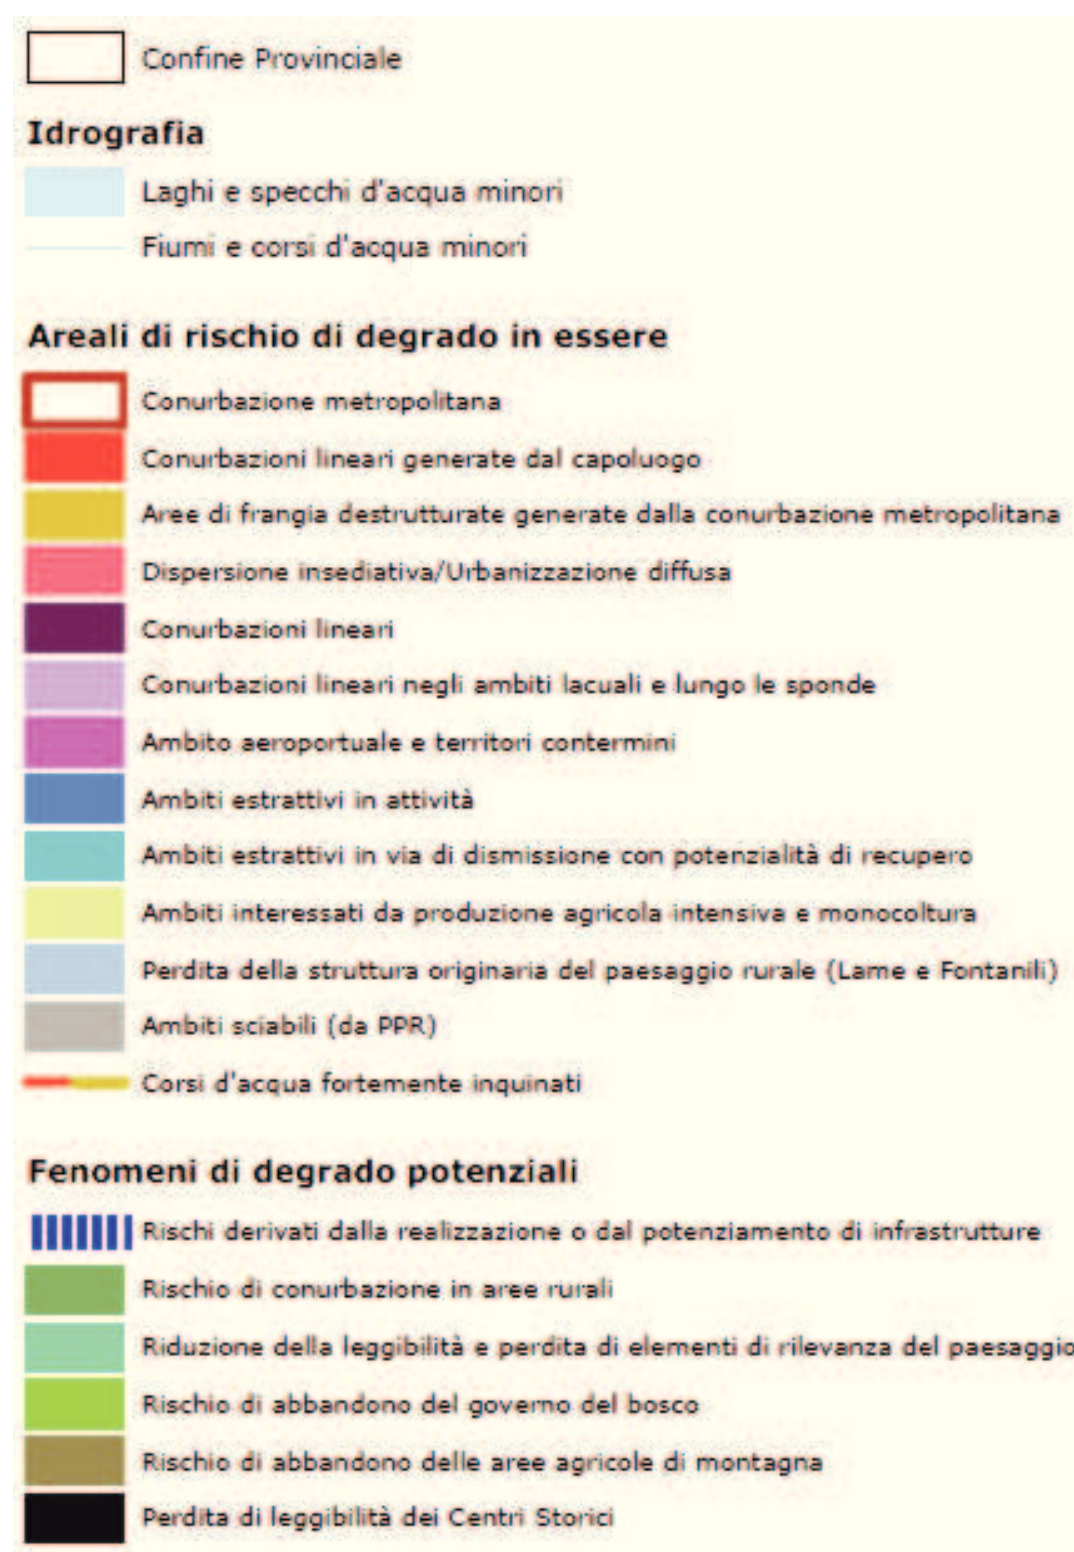 Confine Provinciale
Idrografia
Laghi e specchi d'acqua minori
Fiumi e corsi d'acqua minori
Areali di rischio di degrado in essere
Conurbazione metropolitana
Conurbazioni lineari generate dal capoluogo
Aree di frangia destrutturate generate dalla conurbazione metropolitana
Dispersione insediativa/Urbanizzazione diffusa
Conurbazioni lineari
Conurbazioni lineari negli ambiti lacuali e lungo le sponde
Ambito aeroportuale e territori contermini
Ambiti estrattivi in attività
Ambiti estrattivi in via di dismissione con potenzialità di recupero
Ambiti interessati da produzione agricola intensiva e monocoltura
Perdita della struttura originaria del paesaggio rurale (Lame e Fontanili)
Ambiti sciabili (da PPR)
Corsi d'acqua fortemente inquinati
Fenomeni di degrado potenziali
Rischi derivati dalla realizzazione o dal potenziamento di infrastrutture
Rischio di conurbazione in aree rurali
Riduzione della leggibilità e perdita di elementi di rilevanza del paesaggio
Rischio di abbandono del governo del bosco
Rischio di abbandono delle aree agricole di montagna
Perdita di leggibilità dei Centri Storici